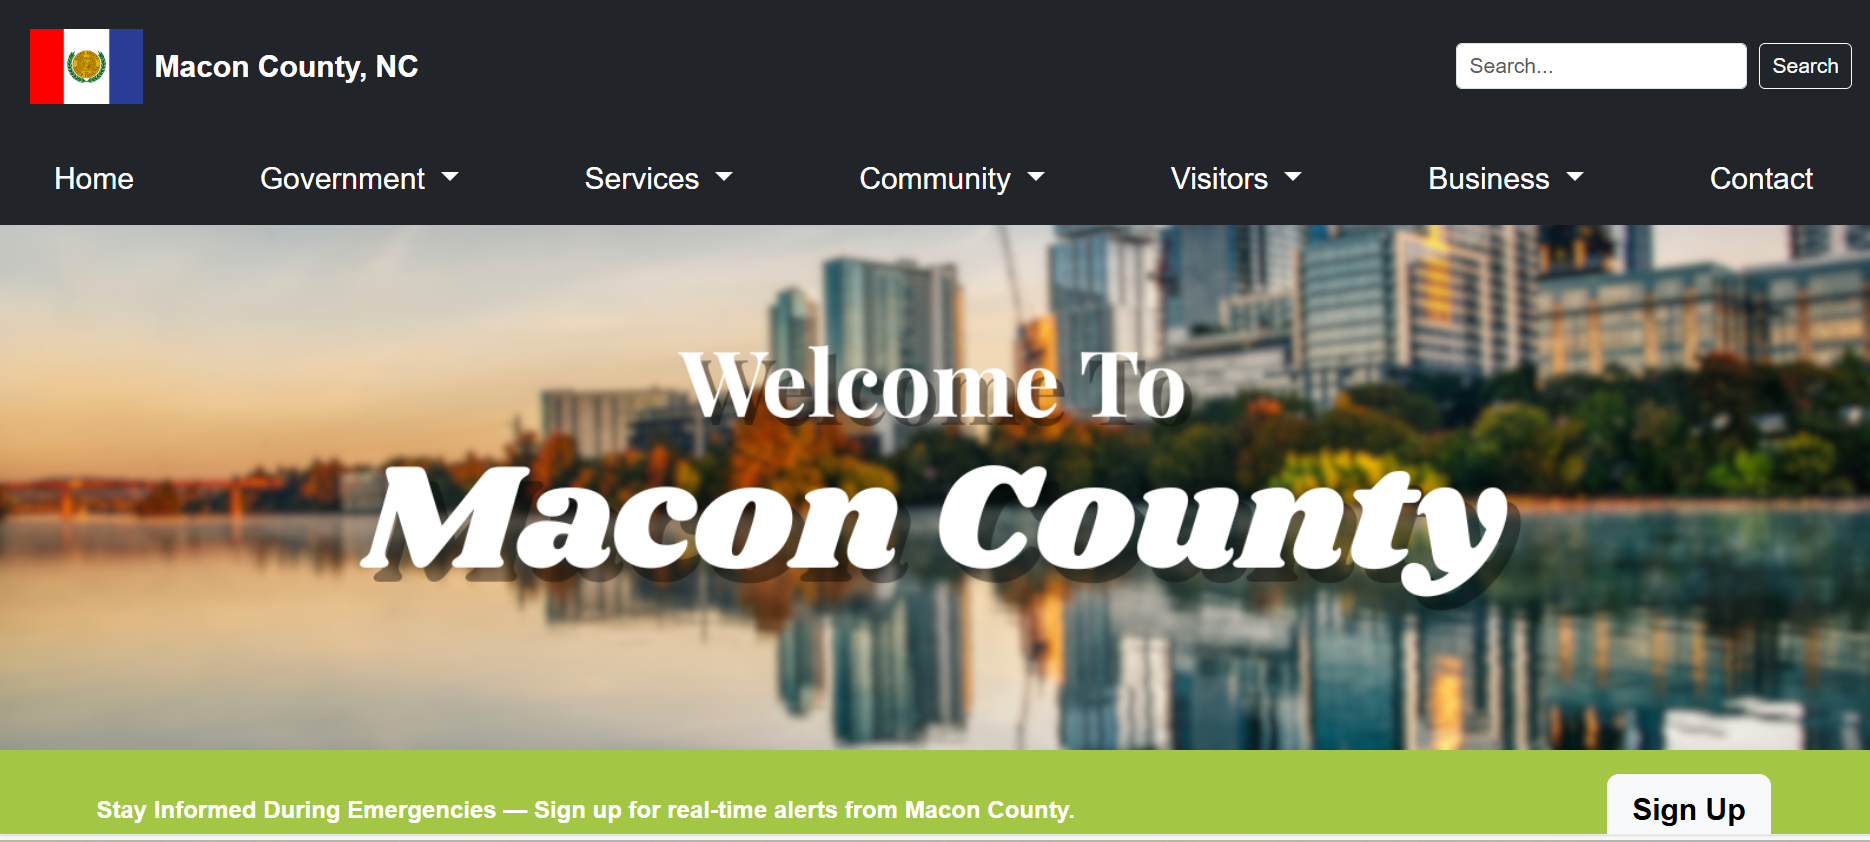 Macon County, NC
Search...
Search
Home
Government
Services
Community
Visitors
Business
Contact
Welcome To
Macon County
Stay Informed During Emergencies — Sign up for real-time alerts from Macon County.
Sign Up